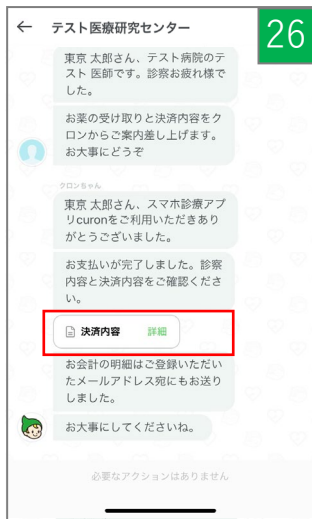 ← テスト医療研究センター
26
東京 太郎さん、テスト病院のテ
スト 医師です。診察お疲れ様で
した。
お薬の受け取りと決済内容をク
ロンからご案内差し上げます。
お大事にどうぞ
クロンちゃん
東京 太郎さん、スマホ診療アプ
リcuronをご利用いただきあり
がとうございました。
お支払いが完了しました。診察
内容と決済内容をご確認くださ
い。
決済内容 詳細
お会計の明細はご登録いただい
たメールアドレス宛にもお送り
しました。
お大事にしてくださいね。
必要なアクションはありません